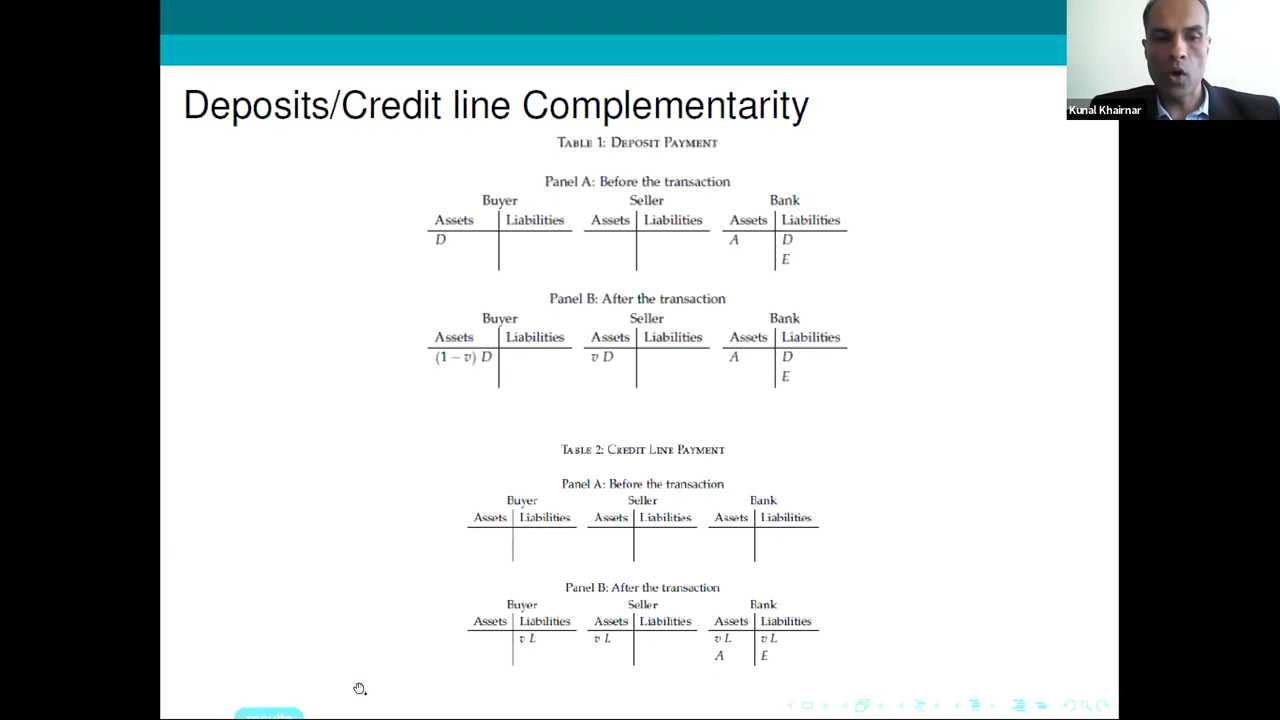 Kunal Khairnar
Deposits/Credit line Complementarity
TABLE 1: DEPOSIT PAYMENT
Panel A: Before the transaction
Buyer Seller Bank
Assets Liabilities Assets Liabilities Assets Liabilities
D A D
E
Panel B: After the transaction
Buyer Seller Bank
Assets Liabilities Assets Liabilities Assets Liabilities
(1 − v) D v D A D
E
TABLE 2: CREDIT LINE PAYMENT
Panel A: Before the transaction
Buyer Seller Bank
Assets Liabilities Assets Liabilities Assets Liabilities
Panel B: After the transaction
Buyer Seller Bank
Assets Liabilities Assets Liabilities Assets Liabilities
v L v L v L v L
A E
results